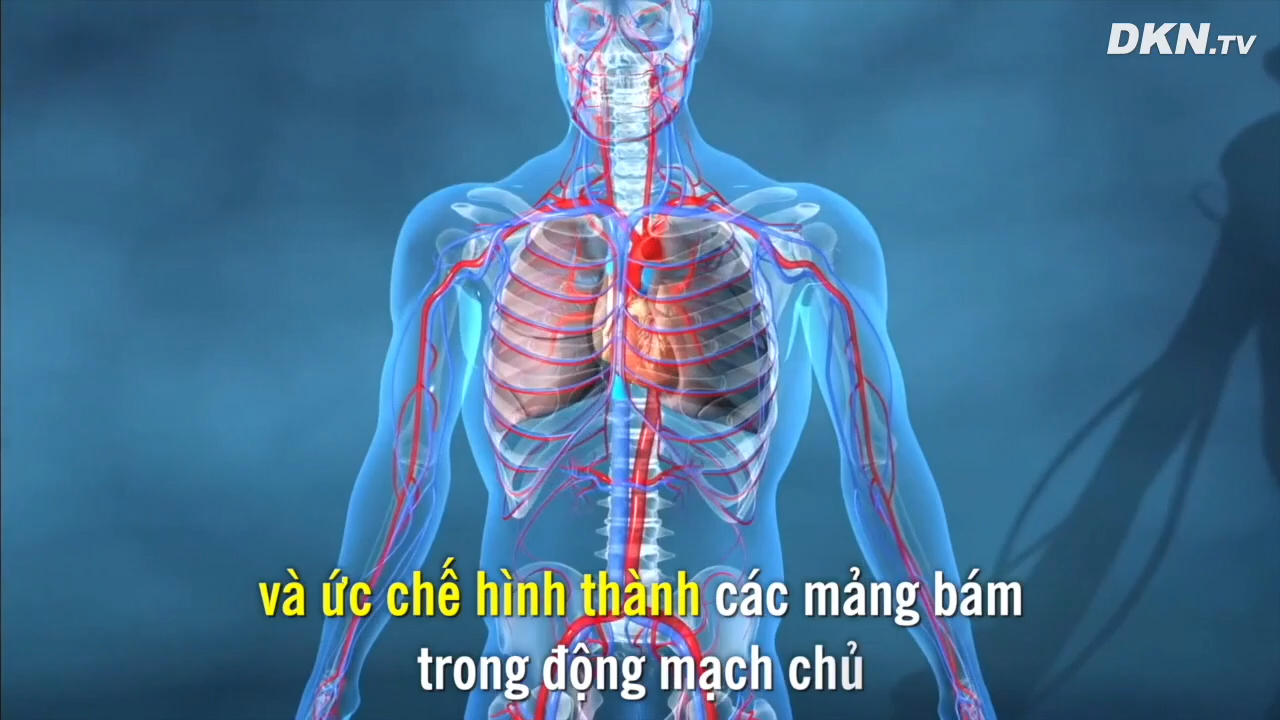 DKN.TV
và ức chế hình thành các mảng bám
trong động mạch chủ